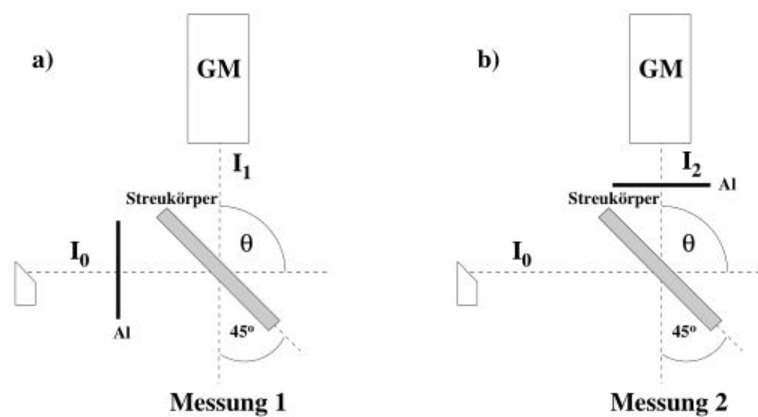 a)
GM
I₁
Streukörper
I₀
θ
Al
45°
Messung 1
b)
GM
I₂
Al
Streukörper
I₀
θ
45°
Messung 2